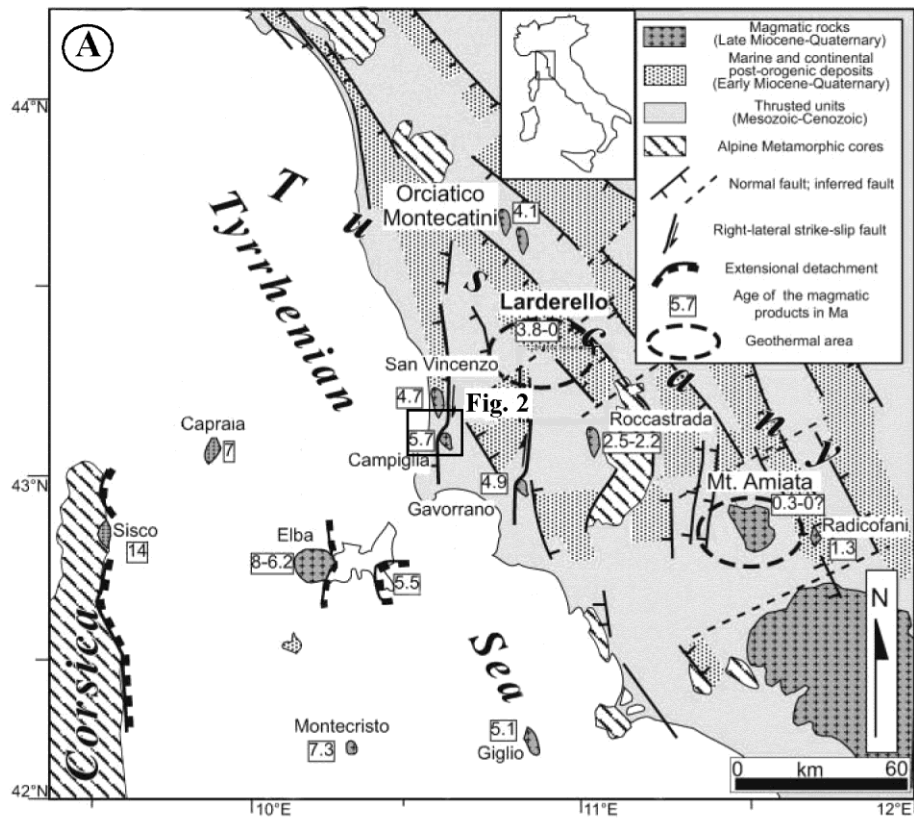 A
Magmatic rocks
(Late Miocene-Quaternary)
Marine and continental
post-orogenic deposits
(Early Miocene-Quaternary)
Thrusted units
(Mesozoic-Cenozoic)
Alpine Metamorphic cores
Normal fault; inferred fault
Right-lateral strike-slip fault
Extensional detachment
5.7
Age of the magmatic
products in Ma
Geothermal area
44°N
Tuscany
Tyrrhenian
Sea
Orciatico
Montecatini
4.1
Larderello
3.8-0
San Vincenzo
4.7
Fig. 2
5.7
Campiglia
Roccastrada
2.5-2.2
Capraia
7
43°N
4.9
Gavorrano
Mt. Amiata
0.3-0?
Radicofani
1.3
Sisco
14
Elba
8-6.2
5.5
Corsica
N
Montecristo
7.3
5.1
Giglio
0 km 60
42°N
10°E 11°E 12°E